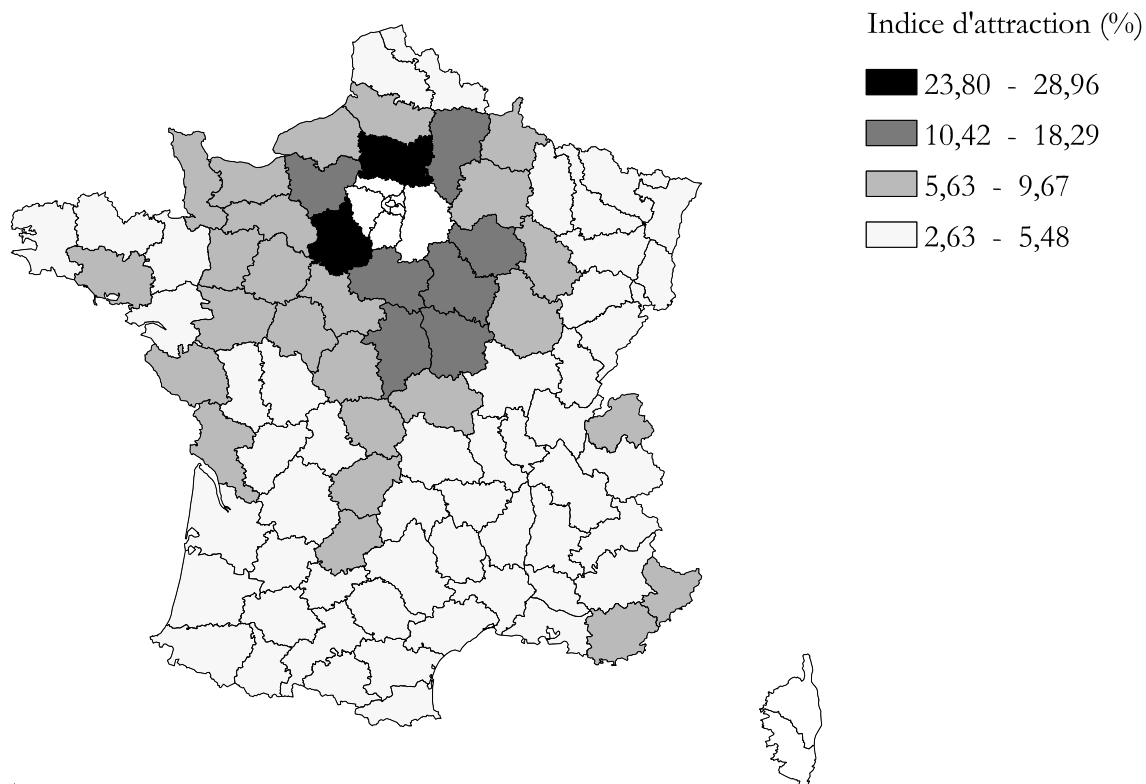 Indice d'attraction (%)
23,80 - 28,96
10,42 - 18,29
5,63 - 9,67
2,63 - 5,48